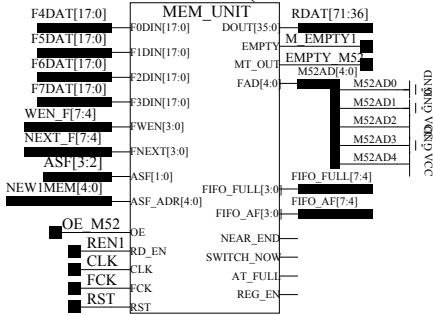 MEM_UNIT
F4DAT[17:0]
F0DIN[17:0]
F5DAT[17:0]
F1DIN[17:0]
F6DAT[17:0]
F2DIN[17:0]
F7DAT[17:0]
F3DIN[17:0]
WEN_F[7:4]
FWEN[3:0]
NEXT_F[7:4]
FNEXT[3:0]
ASF[3:2]
ASF[1:0]
NEW1MEM[4:0]
ASF_ADR[4:0]
OE_M52
OE
REN1
RD_EN
CLK
CLK
FCK
FCK
RST
RST
RDAT[71:36]
DOUT[35:0]
M_EMPTY1
EMPTY
EMPTY_M52
MT_OUT
M52AD[4:0]
FAD[4:0]
M52AD0
M52AD1
M52AD2
M52AD3
M52AD4
GND
GND
VCC
GND
VCC
FIFO_FULL[7:4]
FIFO_FULL[3:0]
FIFO_AF[7:4]
FIFO_AF[3:0]
NEAR_END
SWITCH_NOW
AT_FULL
REG_EN